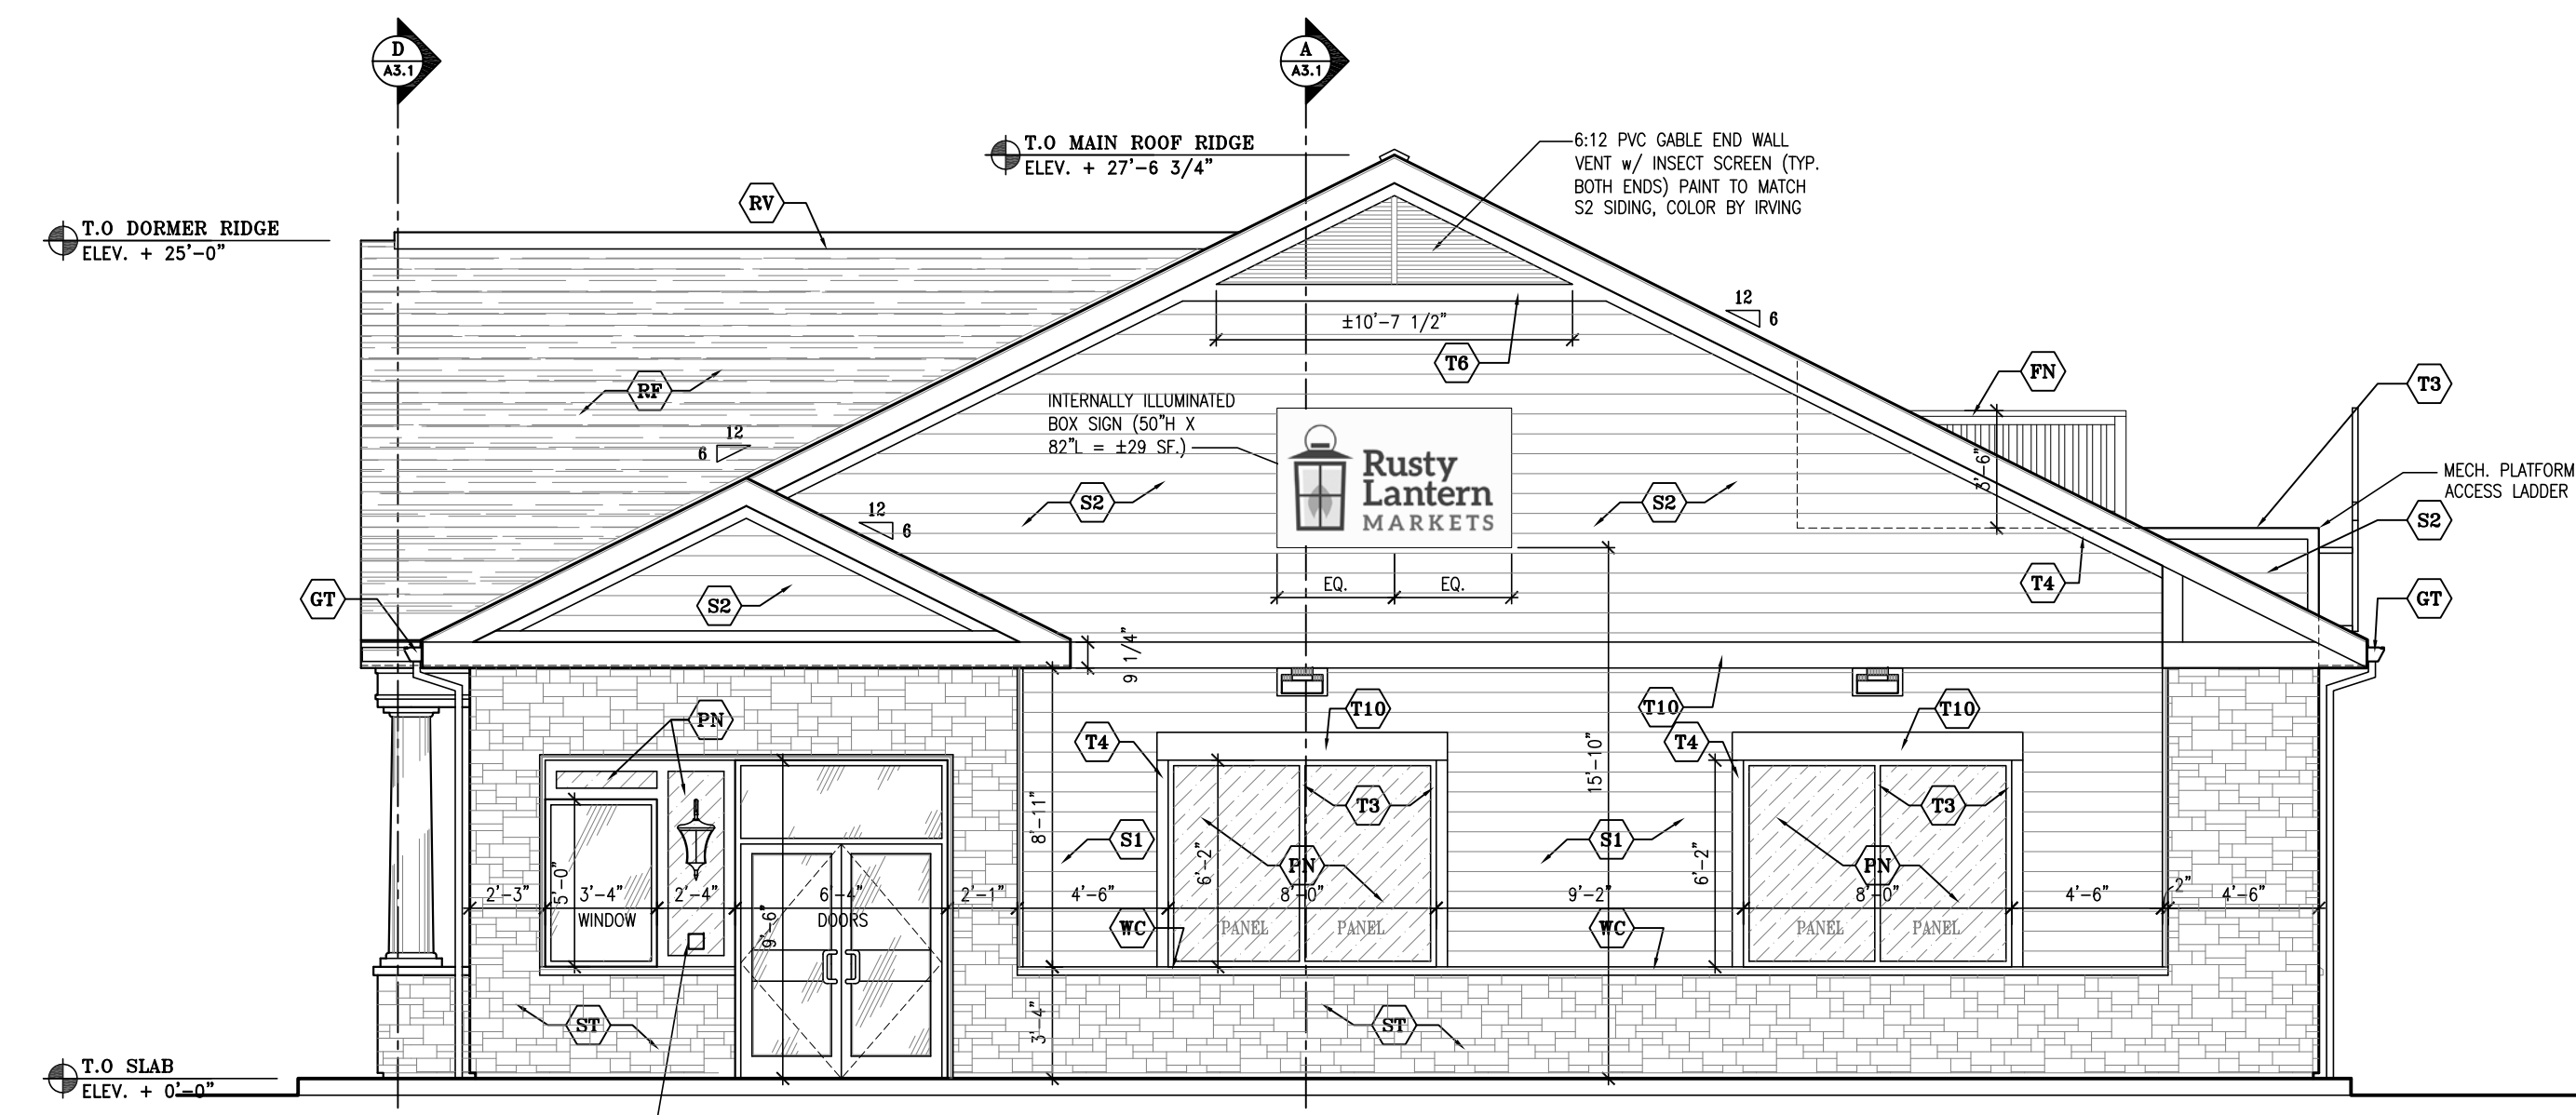 D
A3.1
A
A3.1
T.O MAIN ROOF RIDGE
ELEV. + 27'-6 3/4"
6:12 PVC GABLE END WALL
VENT w/ INSECT SCREEN (TYP.
BOTH ENDS) PAINT TO MATCH
S2 SIDING, COLOR BY IRVING
RV
T.O DORMER RIDGE
ELEV. + 25'-0"
12
6
±10'-7 1/2"
T6
FN
T3
RF
INTERNALLY ILLUMINATED
BOX SIGN (50"H X
82"L = ±29 SF.)
Rusty
Lantern
MARKETS
12
6
3'-6"
MECH. PLATFORM
ACCESS LADDER
S2
S2
S2
12
6
EQ.
EQ.
T4
GT
S2
GT
9 1/4"
PN
T10
T10
T10
T4
T4
15'-10"
8'-11"
T3
T3
S1
S1
6'-2"
6'-2"
PN
PN
2'-3"
5'-0"
3'-4"
2'-4"
6'-4"
2'-1"
4'-6"
8'-0"
9'-2"
8'-0"
4'-6"
2"
4'-6"
WINDOW
9'-6"
DOORS
WC
PANEL
PANEL
WC
PANEL
PANEL
ST
3'-4"
ST
T.O SLAB
ELEV. + 0'-0"